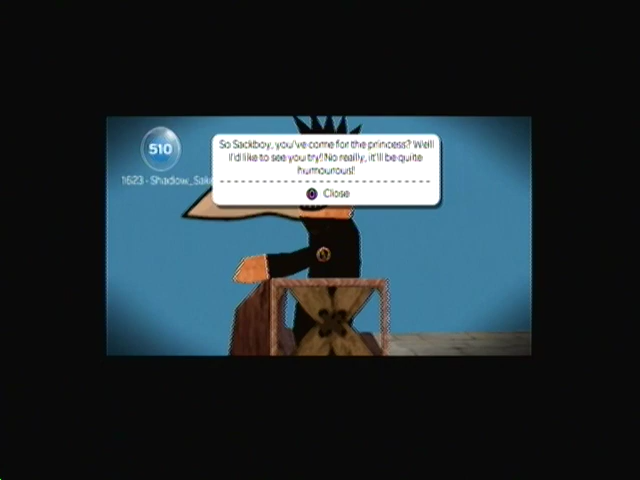 So Sackboy, you've come for the princess? Well!
I'd like to see you try! No really, it'll be quite
humourous!
Close
510
1623 - Shadow_Sake